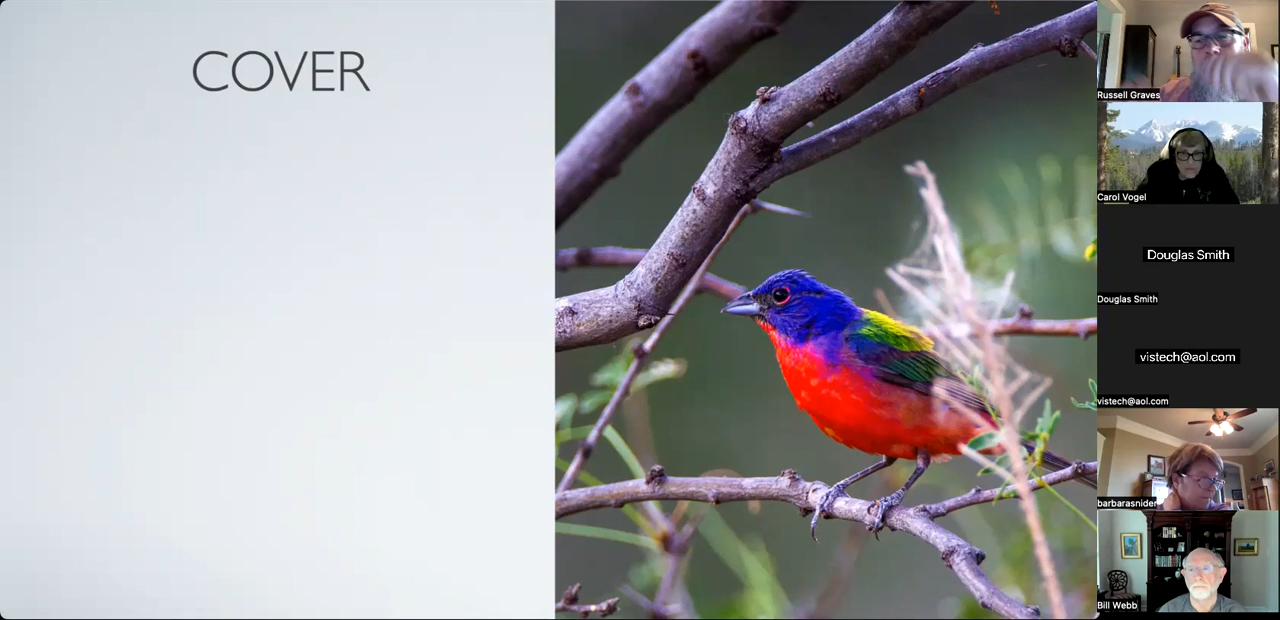 COVER
Russell Graves
Carol Vogel
Douglas Smith
Douglas Smith
vistech@aol.com
vistech@aol.com
barbarasnider
Bill Webb